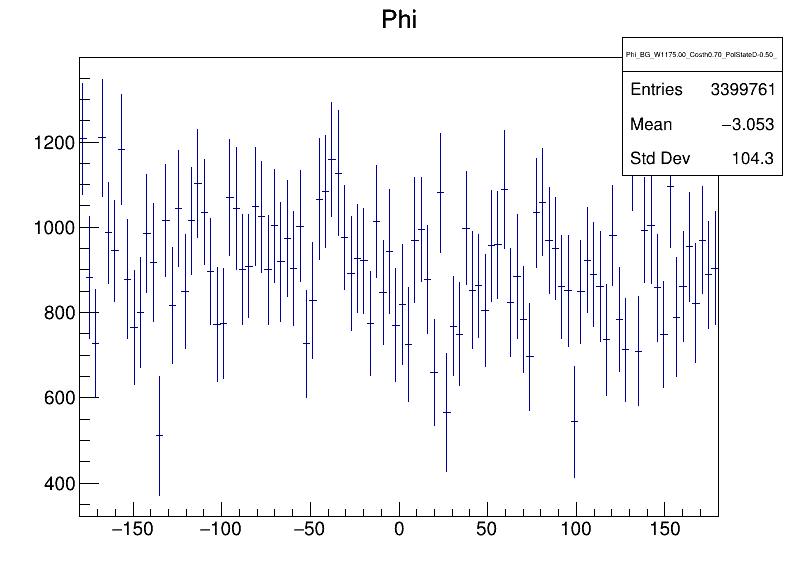 Phi
Phi_BG_W1175.00_Costh0.70_PolStateD-0.50_
Entries 3399761
Mean −3.053
Std Dev 104.3
1200
1000
800
600
400
−150 −100 −50 0 50 100 150